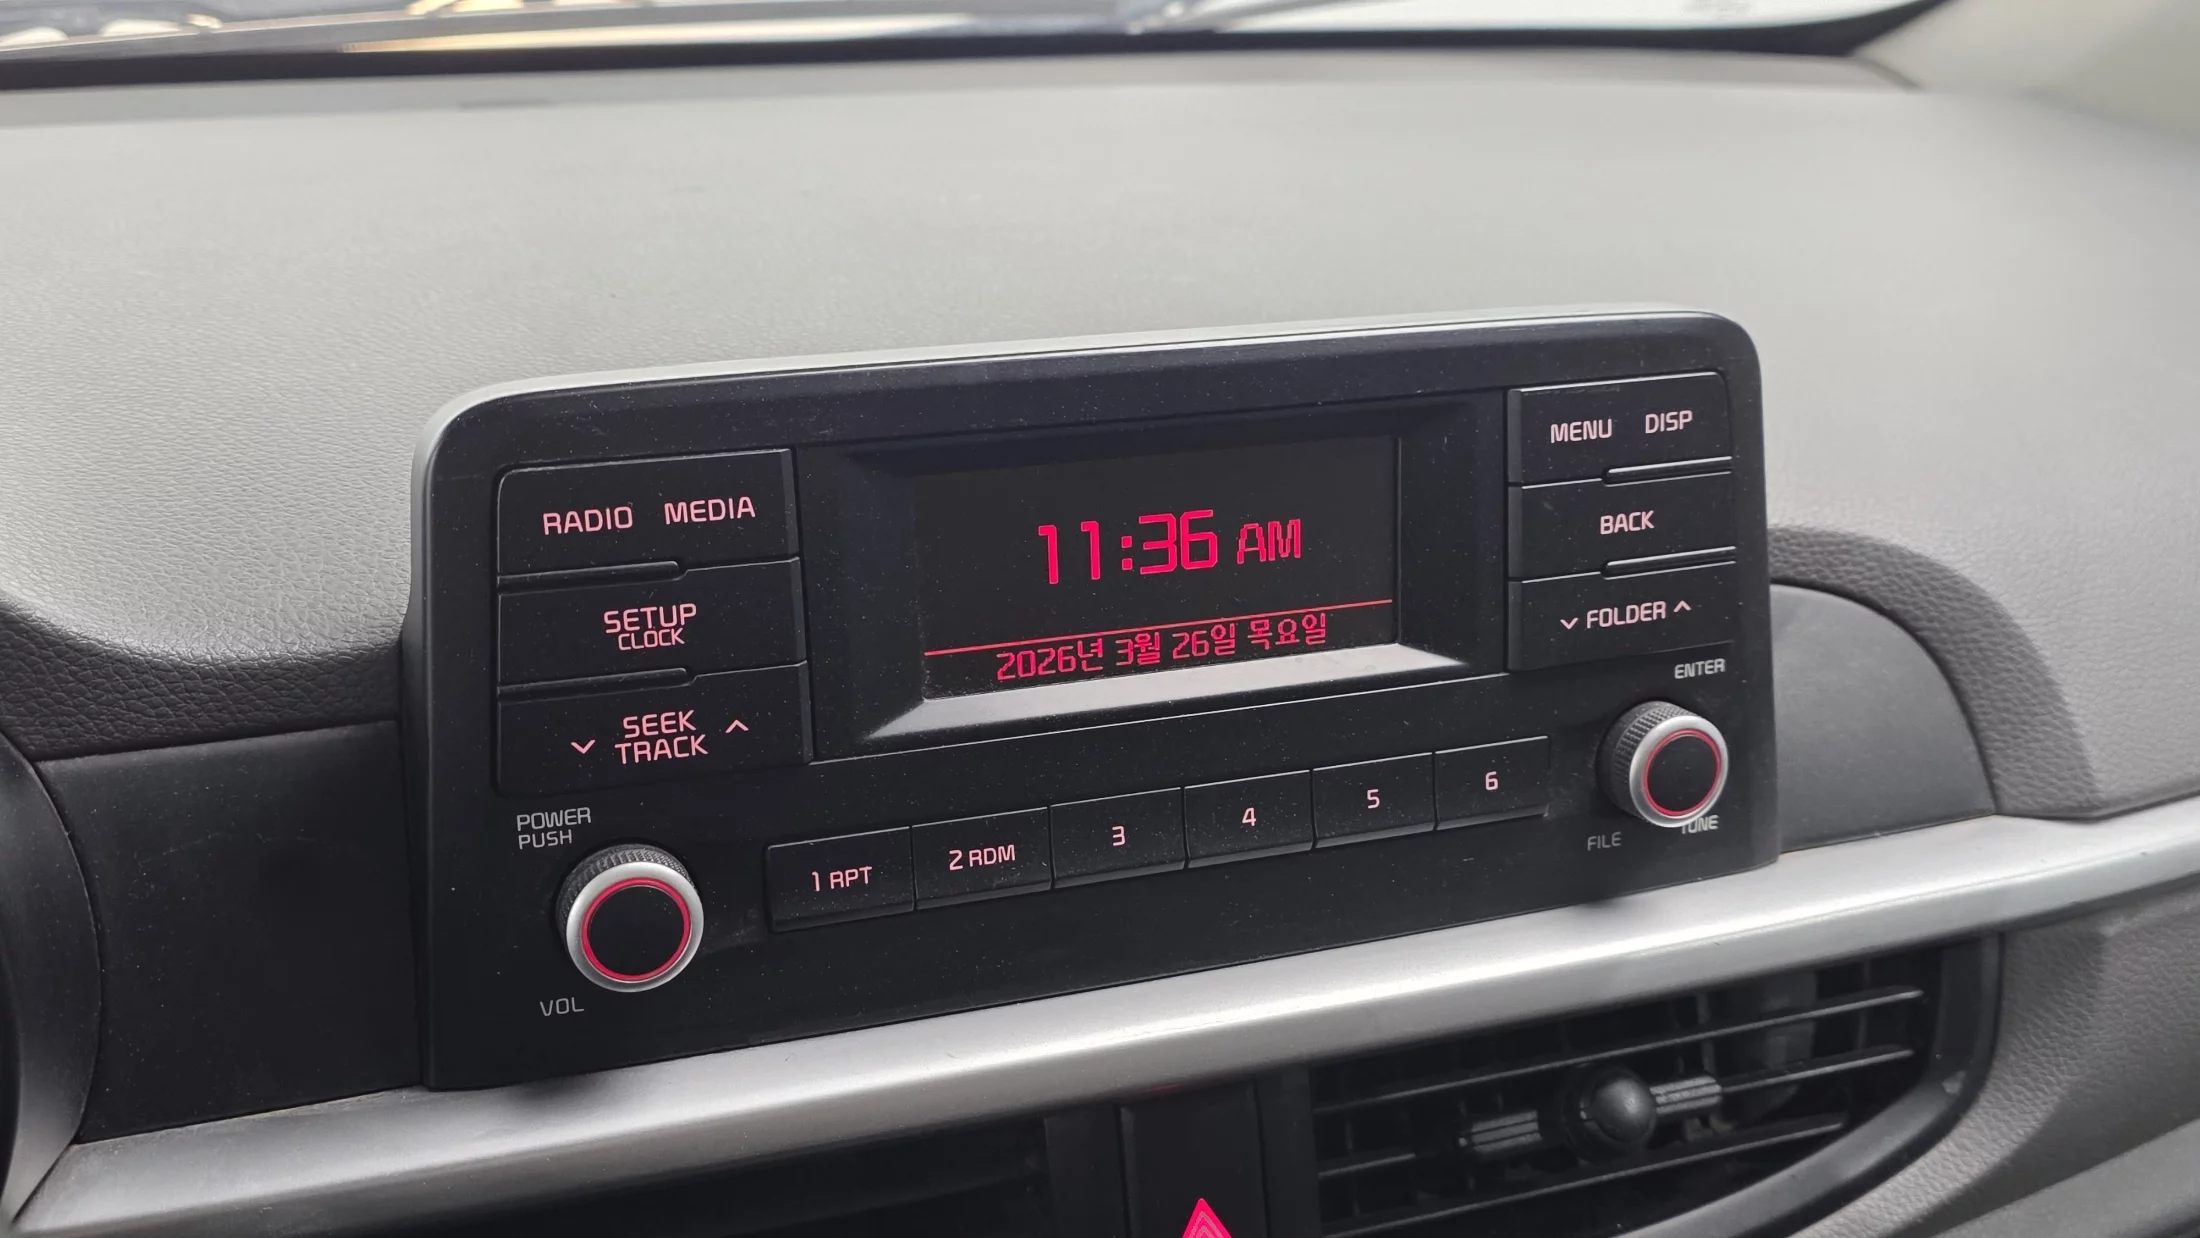 RADIO MEDIA
SETUP
CLOCK
SEEK
TRACK
POWER
PUSH
VOL
11:36 AM
2026년 3월 26일 목요일
1 RPT
2 RDM
3
4
5
6
MENU DISP
BACK
FOLDER
ENTER
FILE
TUNE